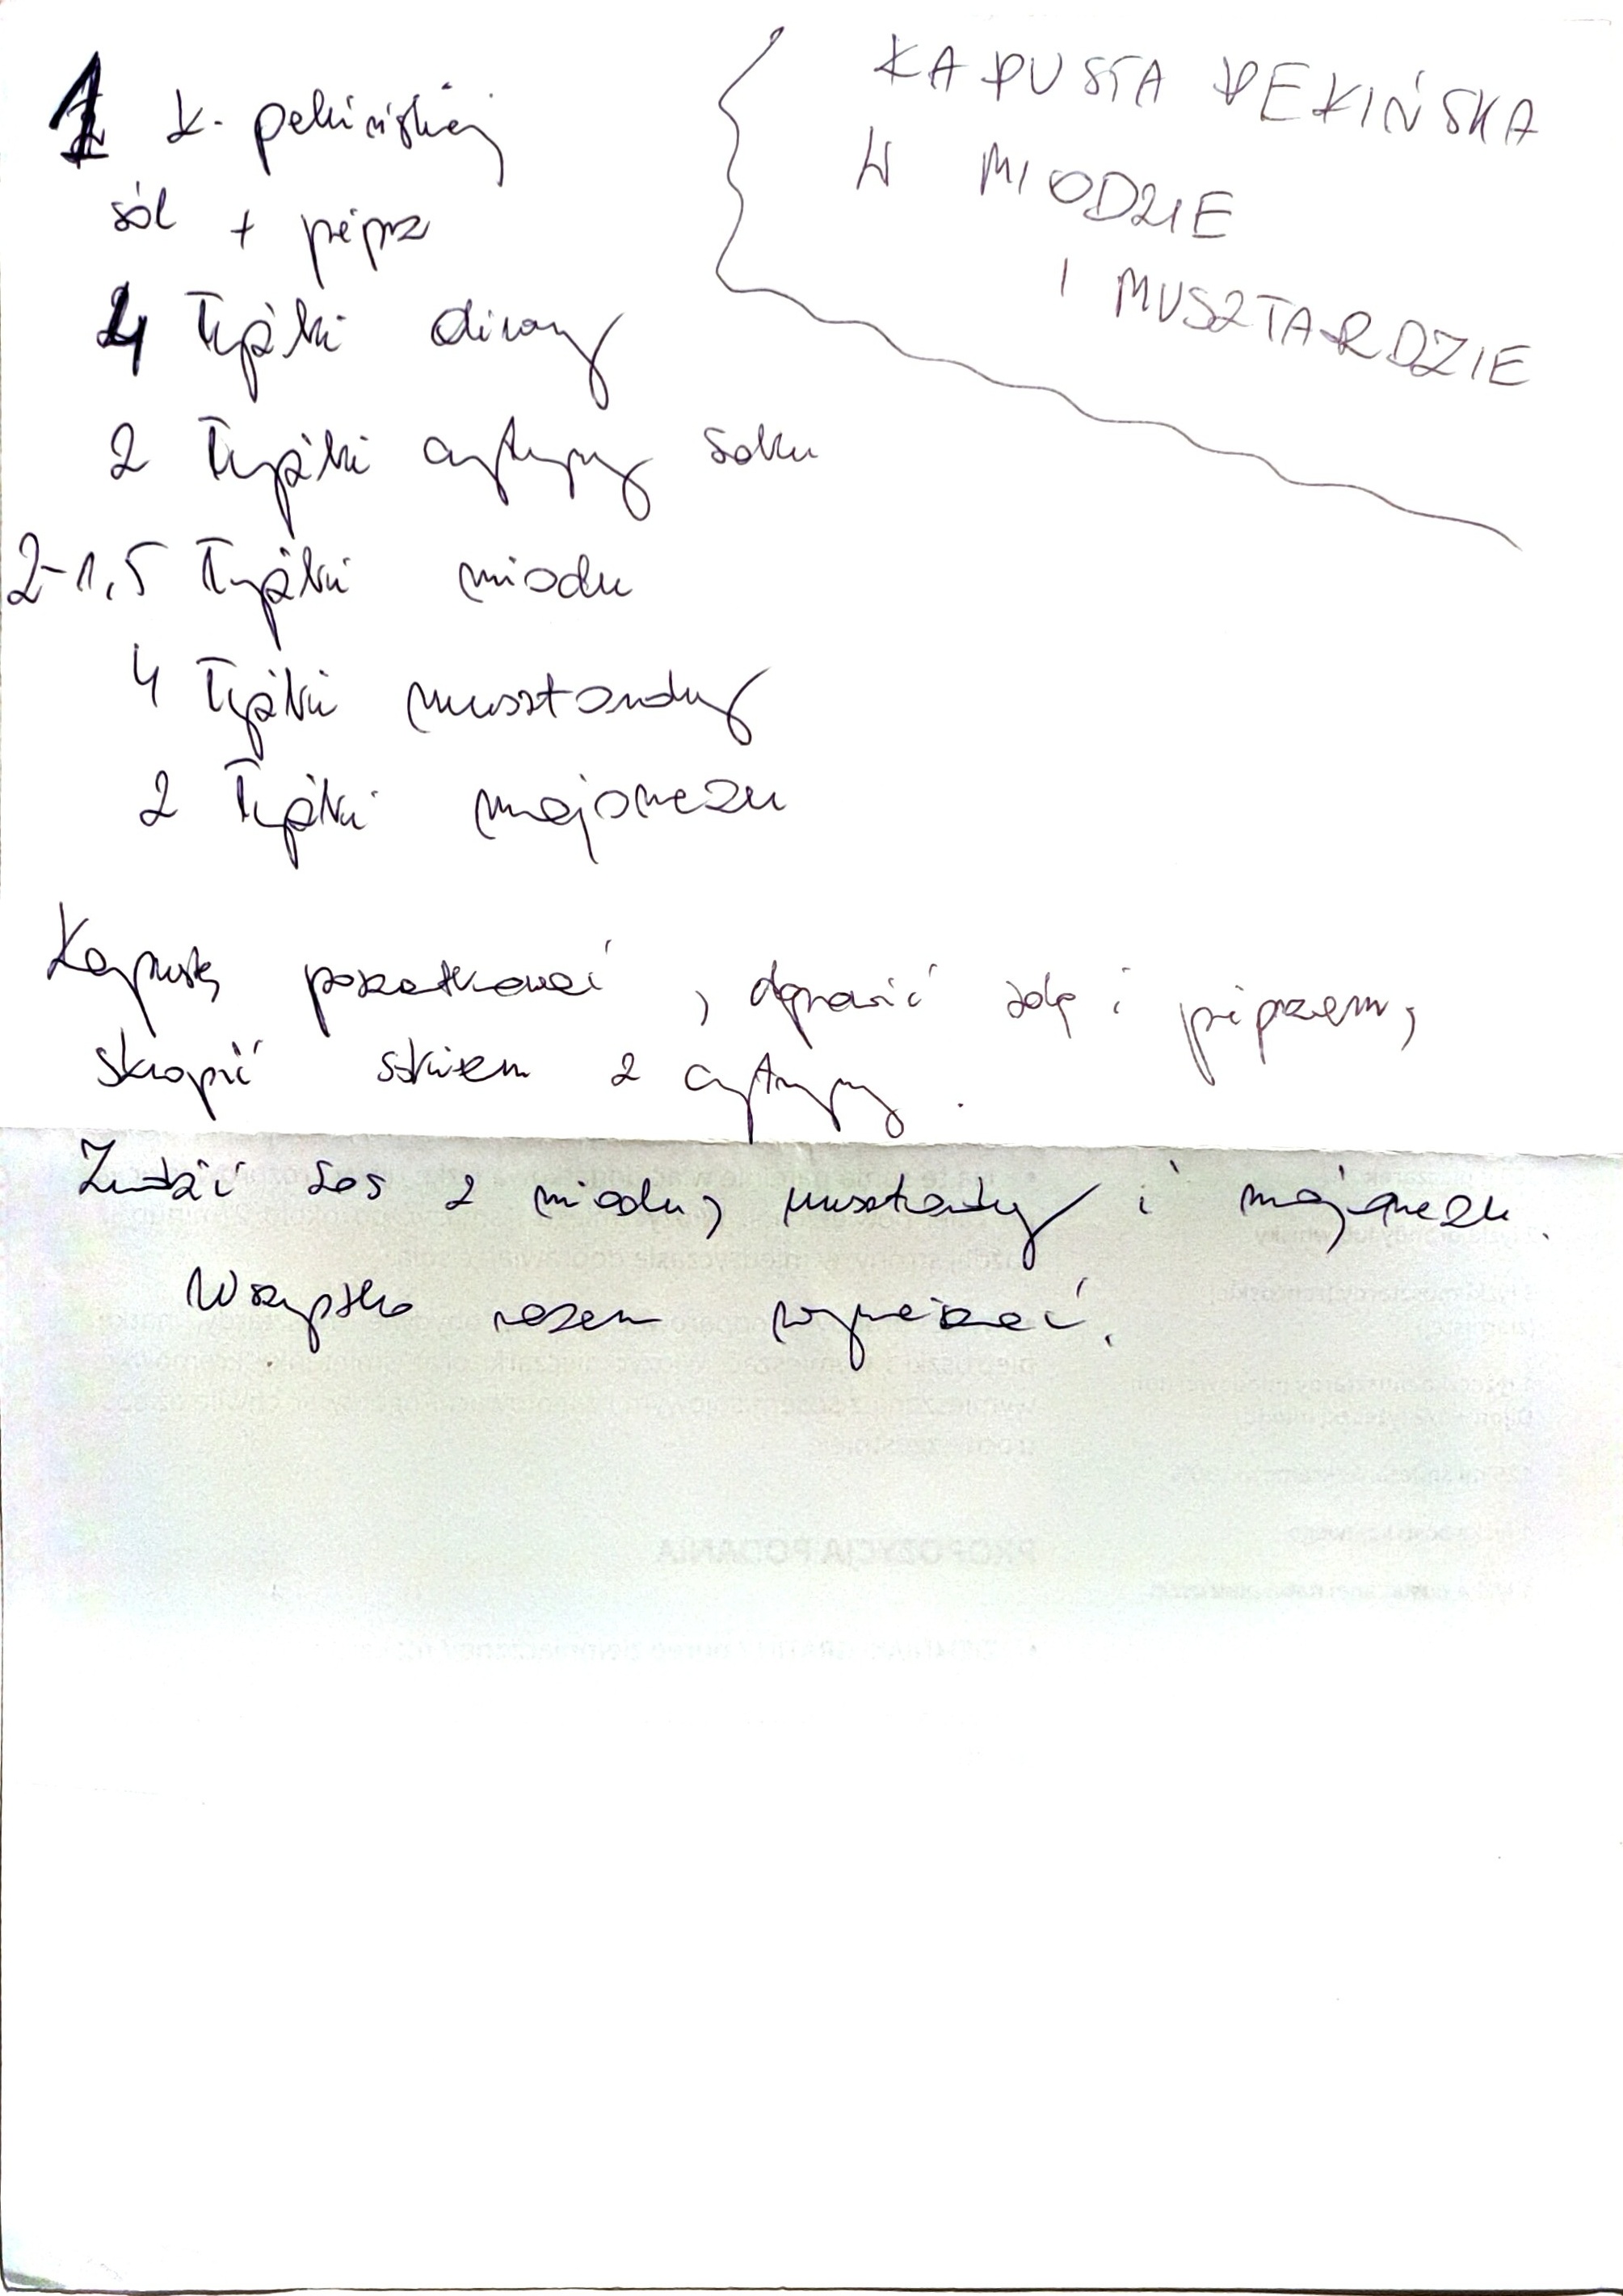 KAPUSTA PEKIŃSKA
W MIODZIE
I MUSZTARDZIE
1 k. pekińskiej
sól + pieprz
4 łyżki oliwy
2 łyżki cytryny soku
2-1,5 łyżki miodu
4 łyżki musztardy
2 łyżki majonezu
Kapustę poszatkować, doprawić solą i pieprzem,
skropić sokiem z cytryny.
Zrobić sos z miodu, musztardy i majonezu.
Wszystko razem wymieszać.
PROPOZYCJA PODANIA